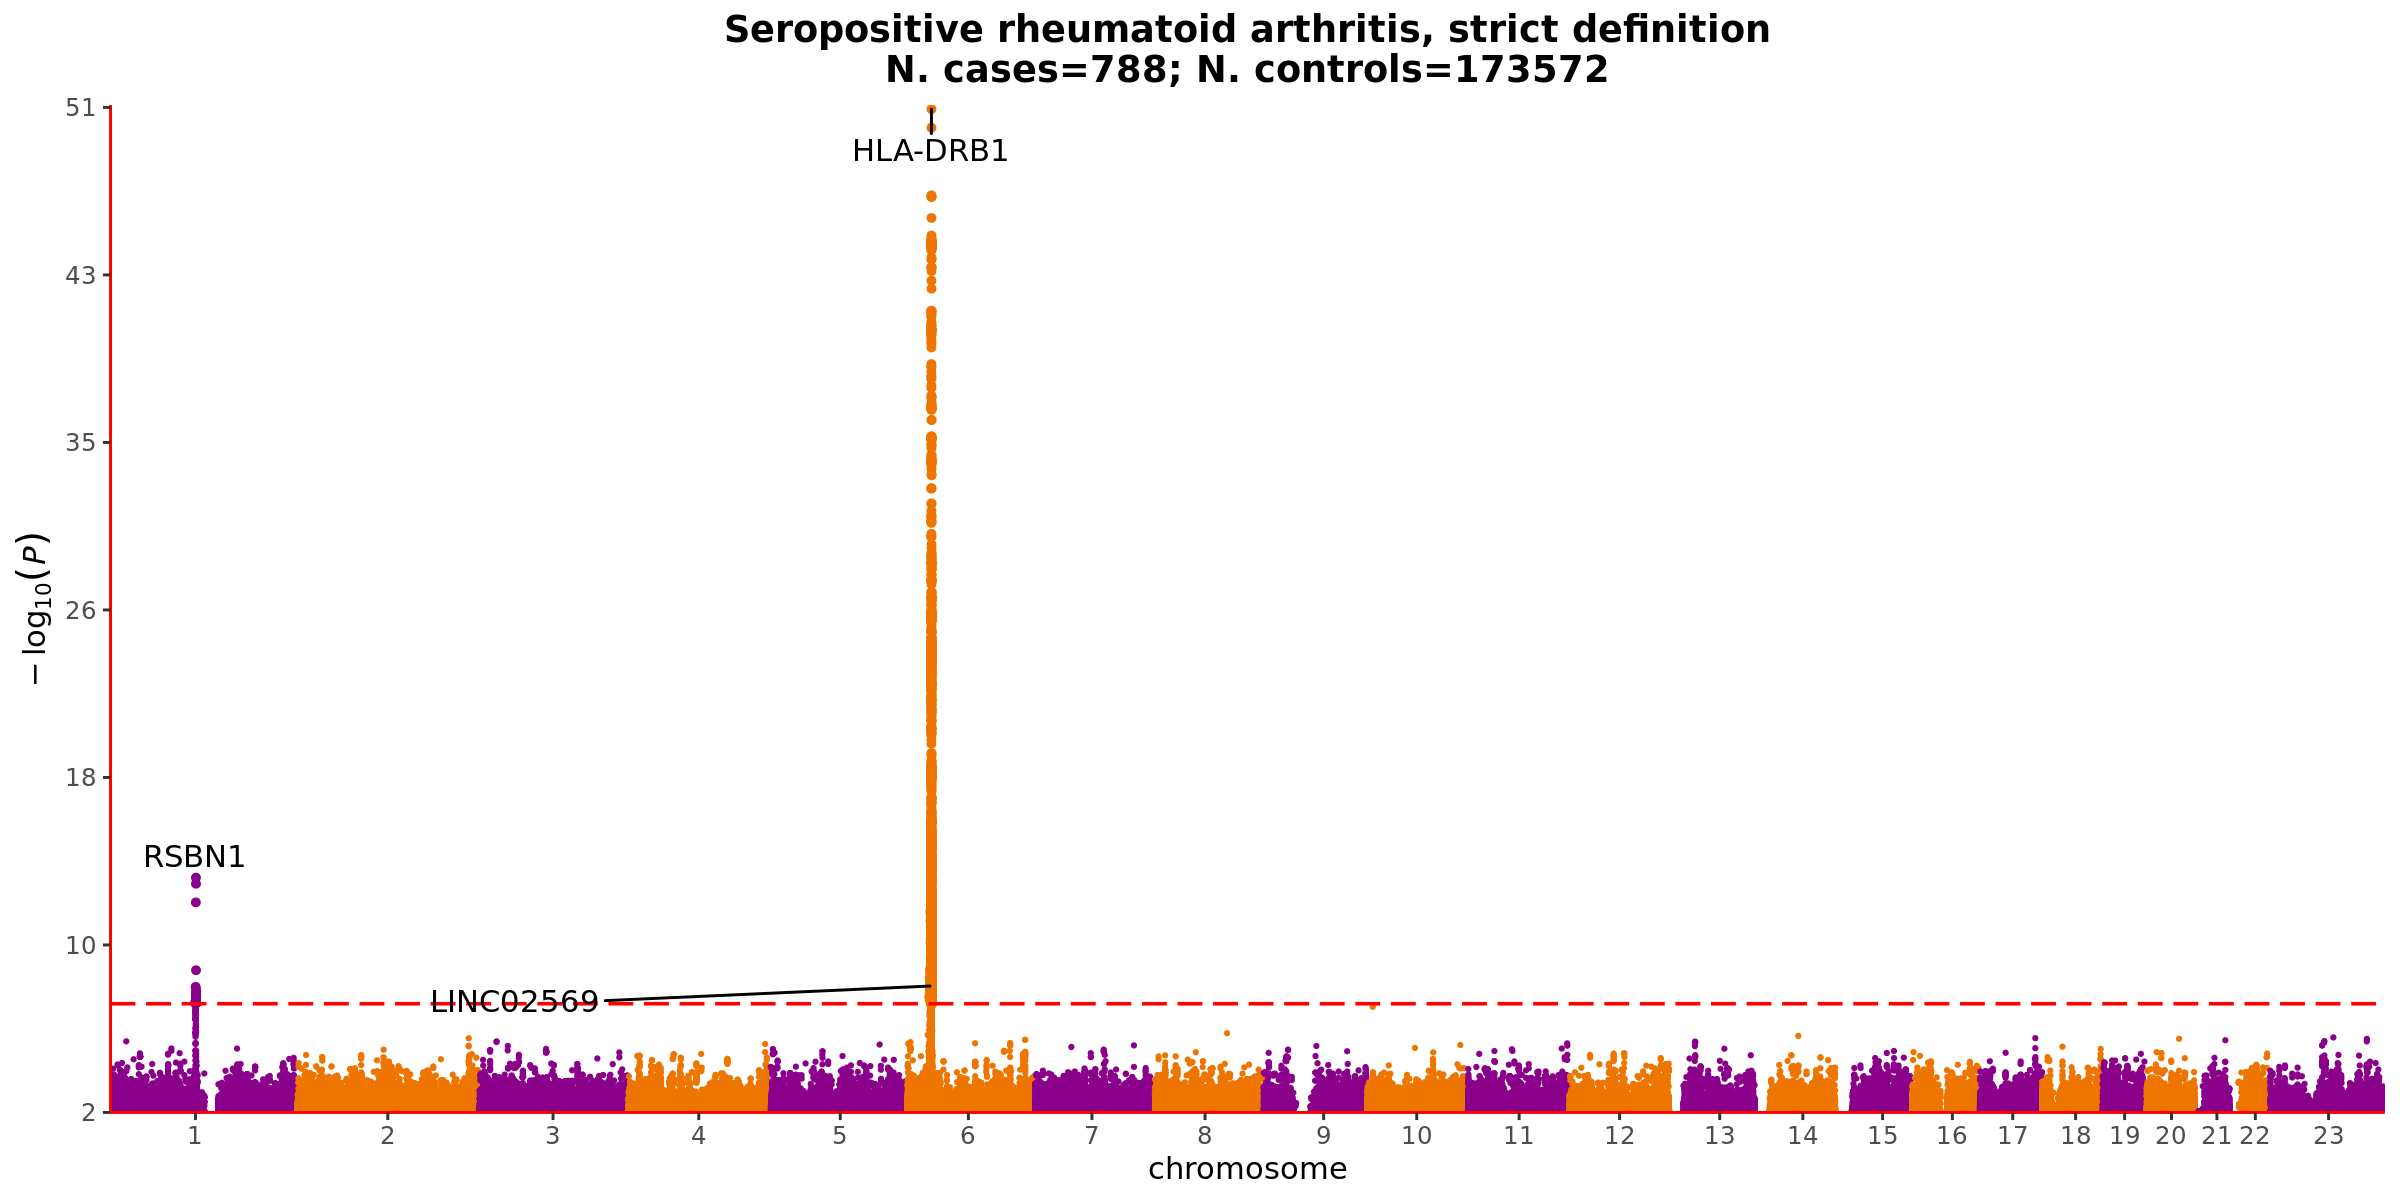 Seropositive rheumatoid arthritis, strict definition
N. cases=788; N. controls=173572
51
HLA-DRB1
43
35
− log10(P)
26
18
RSBN1
10
LINC02569
2
1 2 3 4 5 6 7 8 9 10 11 12 13 14 15 16 17 18 19 20 21 22 23
chromosome